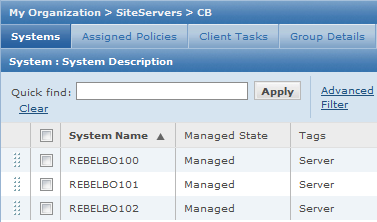 My Organization > SiteServers > CB
Systems Assigned Policies Client Tasks Group Details
System : System Description
Quick find: Apply Advanced Filter
Clear
System Name ▲ Managed State Tags
REBELBO100 Managed Server
REBELBO101 Managed Server
REBELBO102 Managed Server